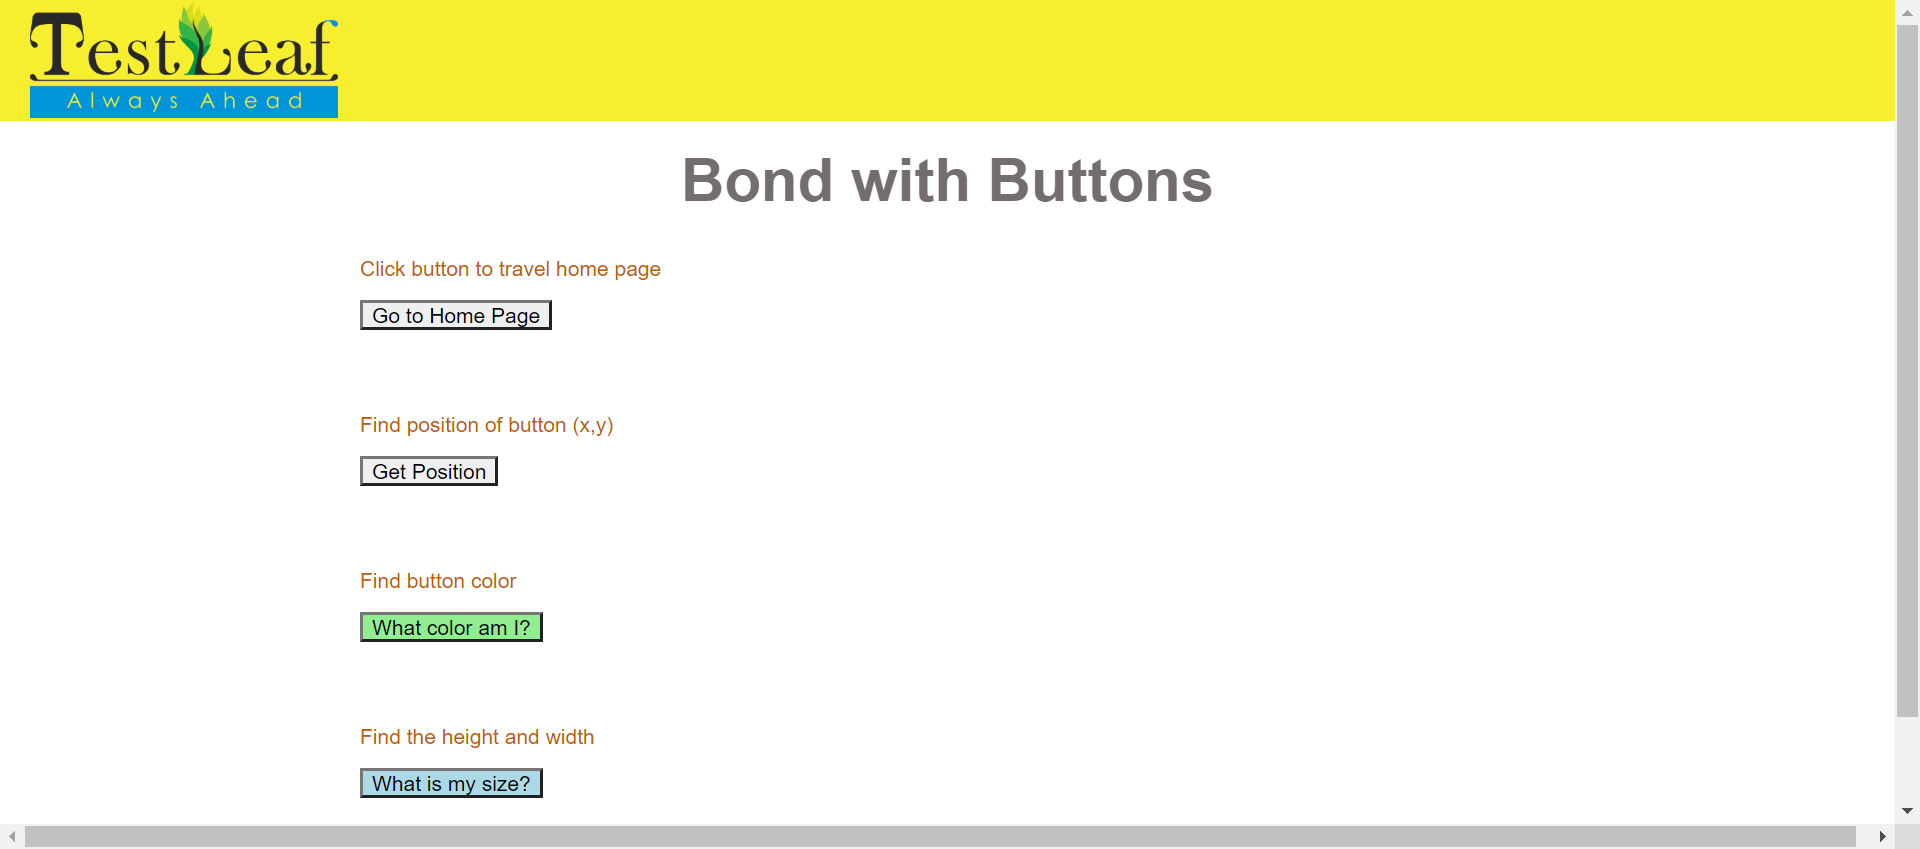 TestLeaf
Always Ahead
Bond with Buttons
Click button to travel home page
Go to Home Page
Find position of button (x,y)
Get Position
Find button color
What color am I?
Find the height and width
What is my size?